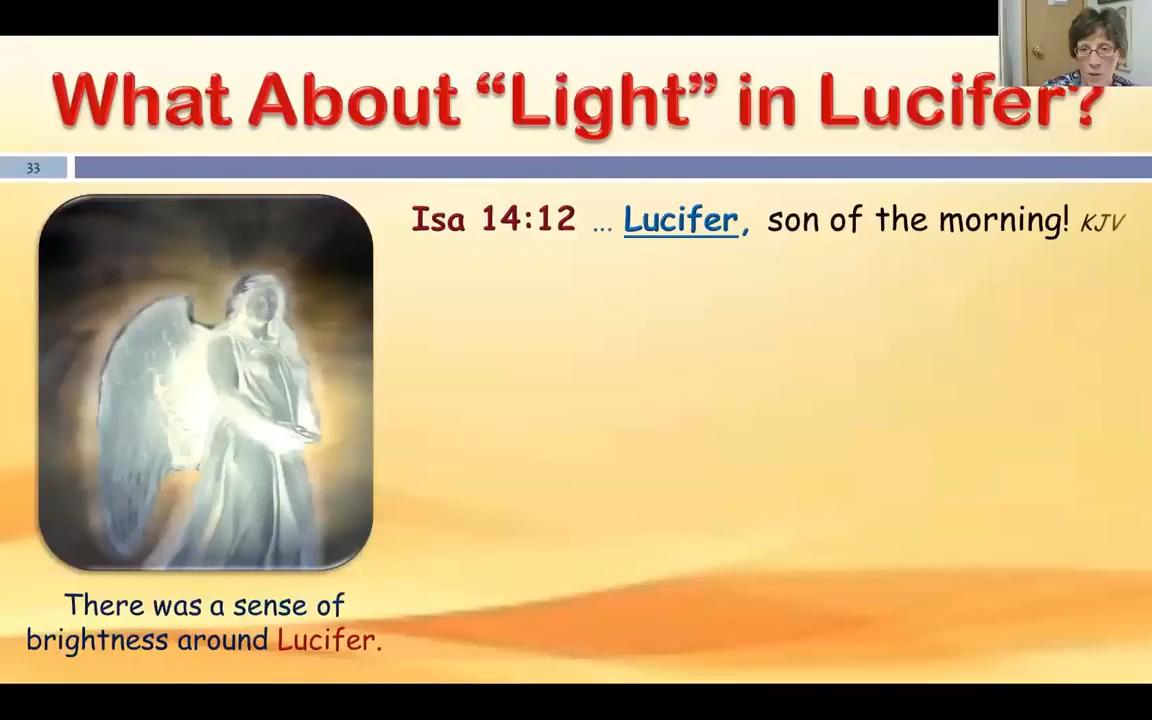 What About “Light” in Lucifer?
33
Isa 14:12 ... Lucifer, son of the morning! KJV
There was a sense of
brightness around Lucifer.